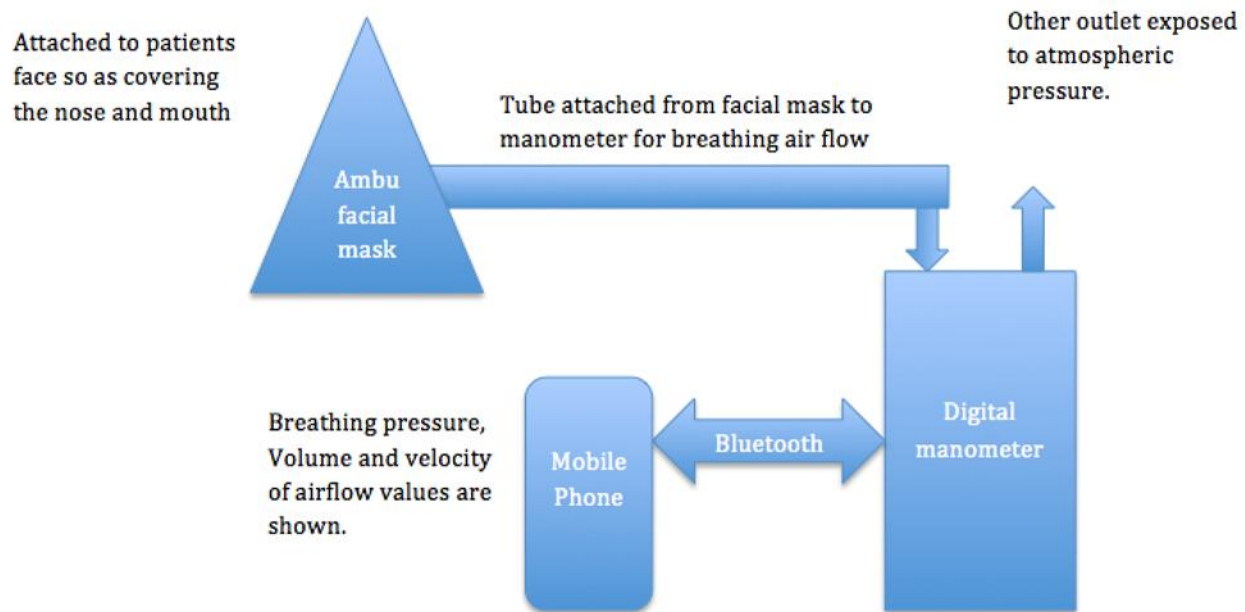 Attached to patients
face so as covering
the nose and mouth
Other outlet exposed
to atmospheric
pressure.
Tube attached from facial mask to
manometer for breathing air flow
Ambu
facial
mask
Breathing pressure,
Volume and velocity
of airflow values are
shown.
Mobile
Phone
Bluetooth
Digital
manometer